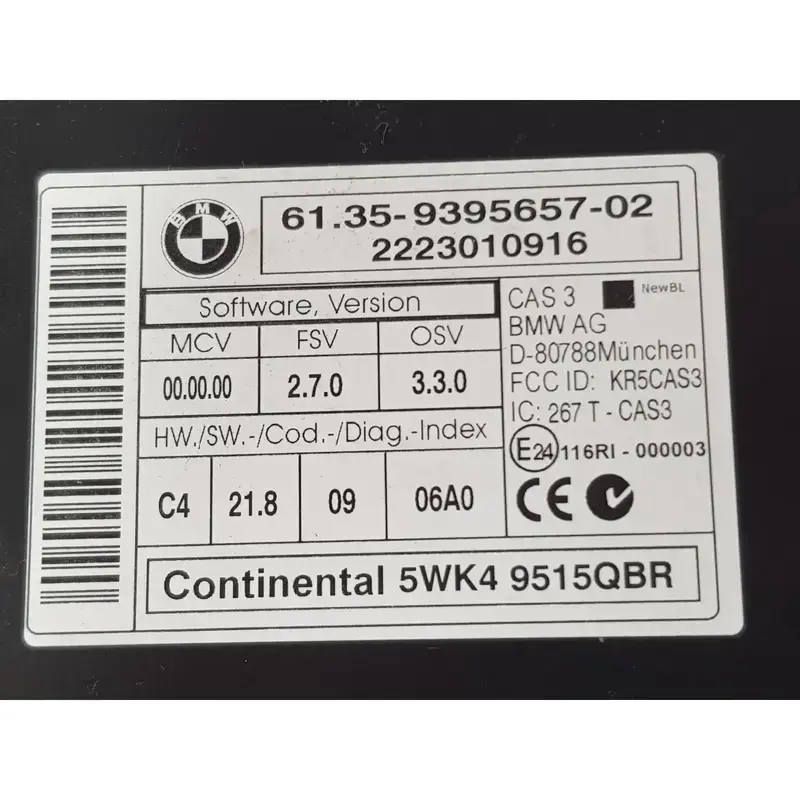 BMW
61.35-9395657-02
2223010916
Software, Version
MCV FSV OSV
00.00.00 2.7.0 3.3.0
HW./SW.-/Cod.-/Diag.-Index
C4 21.8 09 06A0
CAS 3 NewBL
BMW AG
D-80788München
FCC ID: KR5CAS3
IC: 267 T - CAS3
E24 116RI - 000003
CE
Continental 5WK4 9515QBR